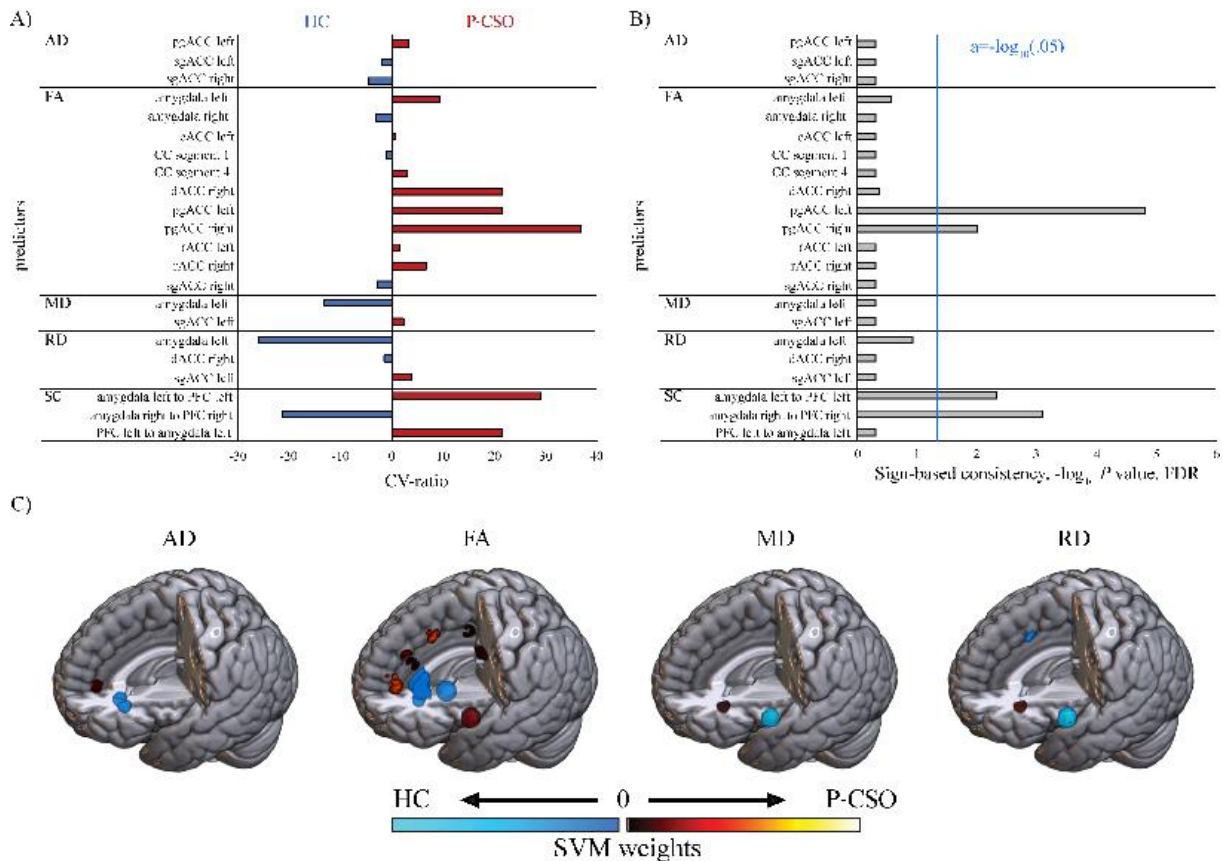 A)
HC
P-CSO
AD
pgACC left
sgACC left
sgACC right
FA
amygdala left
amygdala right
cACC left
CC segment 1
CC segment 4
dACC right
pgACC left
pgACC right
rACC left
rACC right
sgACC right
MD
amygdala left
sgACC left
RD
amygdala left
dACC right
sgACC left
SC
amygdala left to PFC left
amygdala right to PFC right
PFC left to amygdala left
predictors
-30 -20 -10 0 10 20 30 40
CV-ratio
B)
a=-log10(.05)
AD
pgACC left
sgACC left
sgACC right
FA
amygdala left
amygdala right
cACC left
CC segment 1
CC segment 4
dACC right
pgACC left
pgACC right
rACC left
rACC right
sgACC right
MD
amygdala left
sgACC left
RD
amygdala left
dACC right
sgACC left
SC
amygdala left to PFC left
amygdala right to PFC right
PFC left to amygdala left
predictors
0 1 2 3 4 5 6
Sign-based consistency, P value, FDR
C)
AD FA MD RD
HC 0 P-CSO
SVM weights